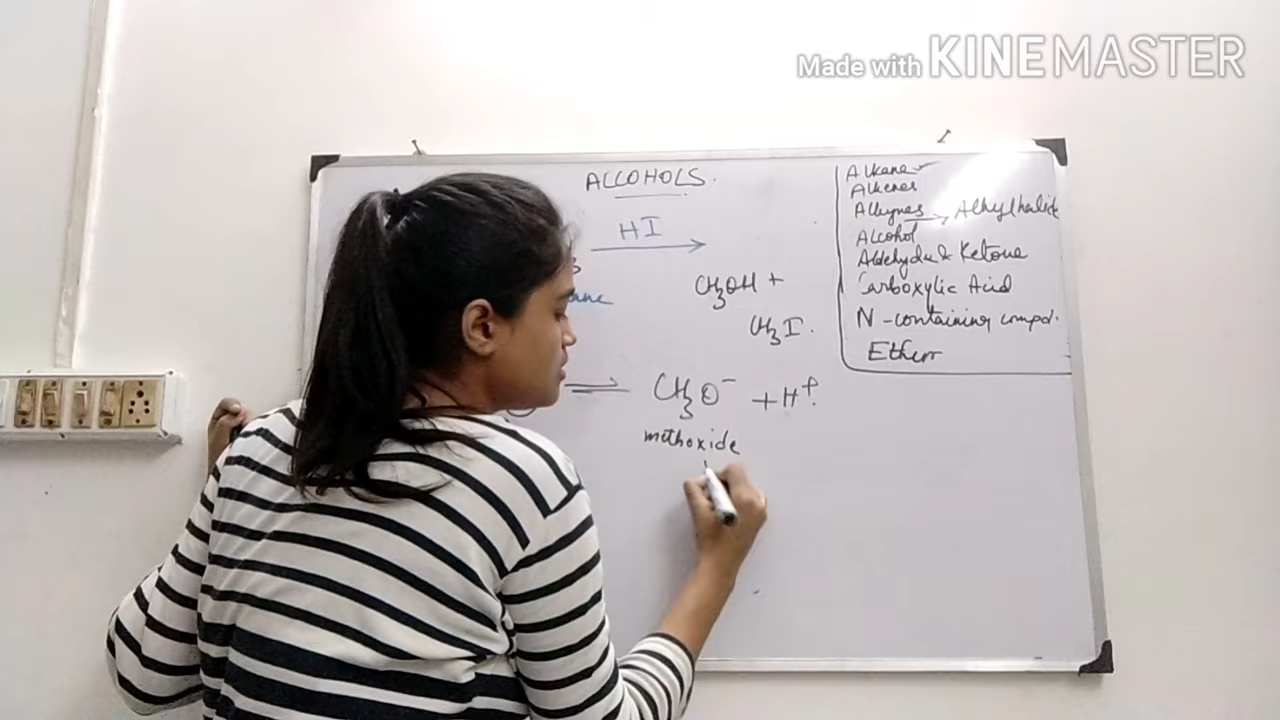 Made with KINEMASTER
ALCOHOLS.
HI
CH3OH +
CH3I.
⇌ CH3O⁻ + H⁺.
methoxide
Alkane
Alkenes
Alkynes → Alkylhalide
Alcohol
Aldehyde & Ketone
Carboxylic Acid
N-containing compd.
Ether